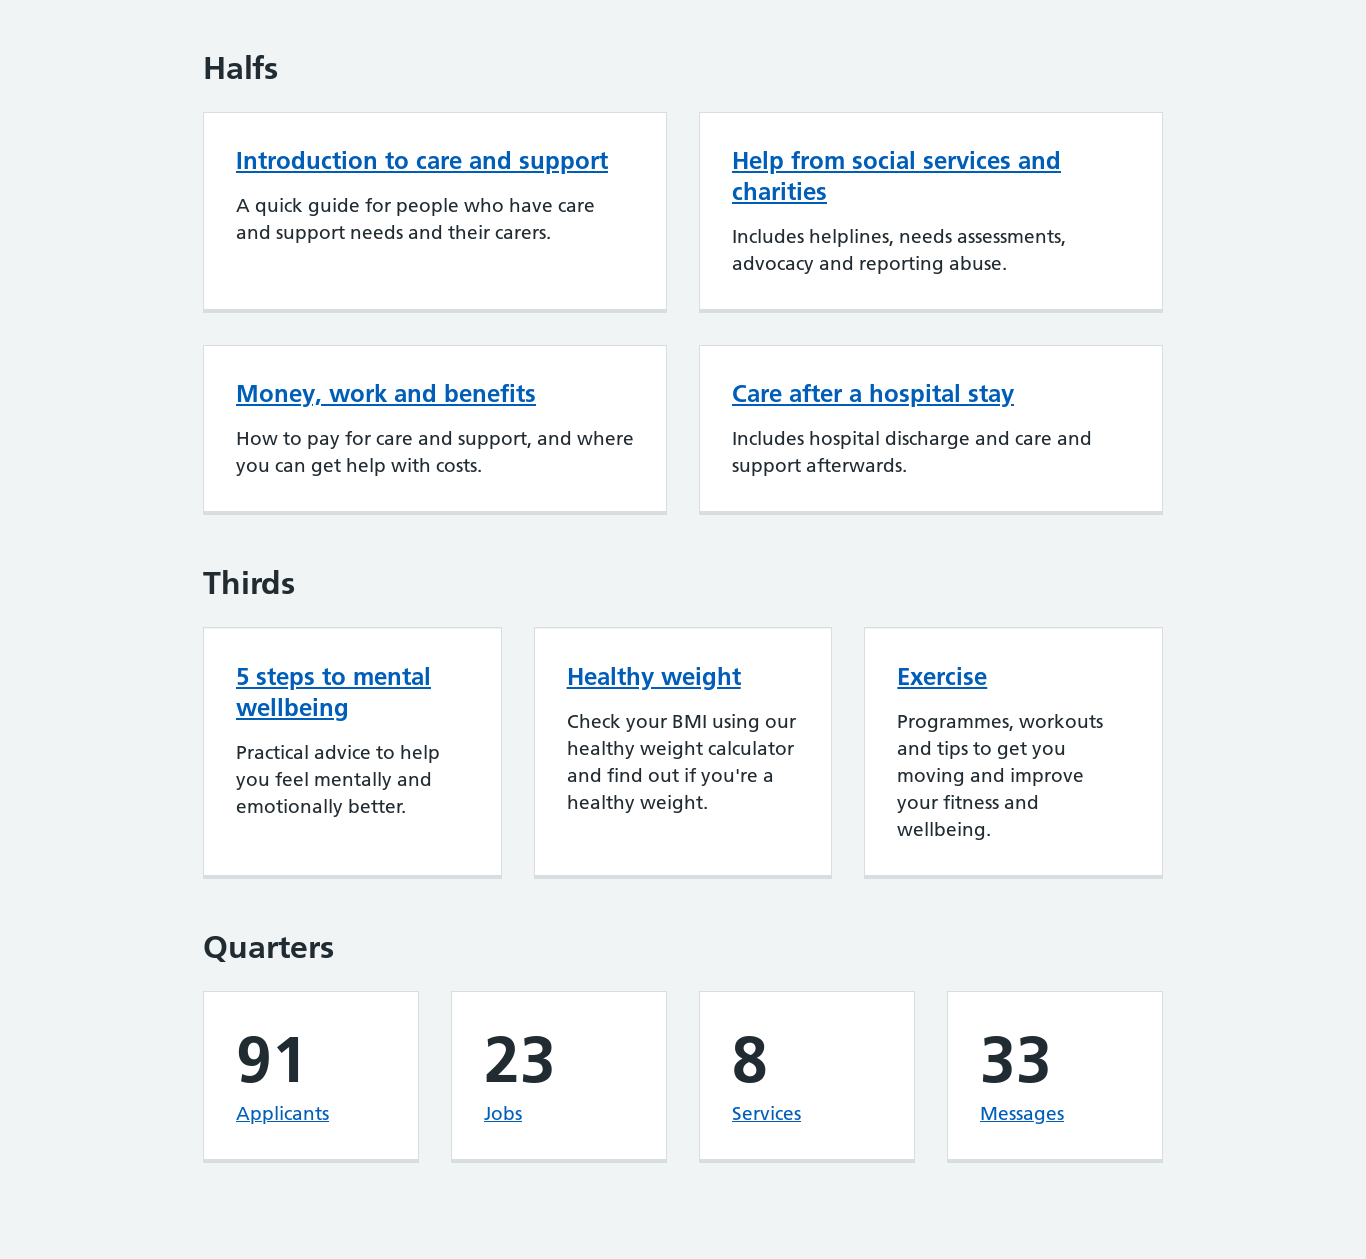 Halfs
Introduction to care and support
A quick guide for people who have care
and support needs and their carers.
Help from social services and
charities
Includes helplines, needs assessments,
advocacy and reporting abuse.
Money, work and benefits
How to pay for care and support, and where
you can get help with costs.
Care after a hospital stay
Includes hospital discharge and care and
support afterwards.
Thirds
5 steps to mental
wellbeing
Practical advice to help
you feel mentally and
emotionally better.
Healthy weight
Check your BMI using our
healthy weight calculator
and find out if you're a
healthy weight.
Exercise
Programmes, workouts
and tips to get you
moving and improve
your fitness and
wellbeing.
Quarters
91
Applicants
23
Jobs
8
Services
33
Messages